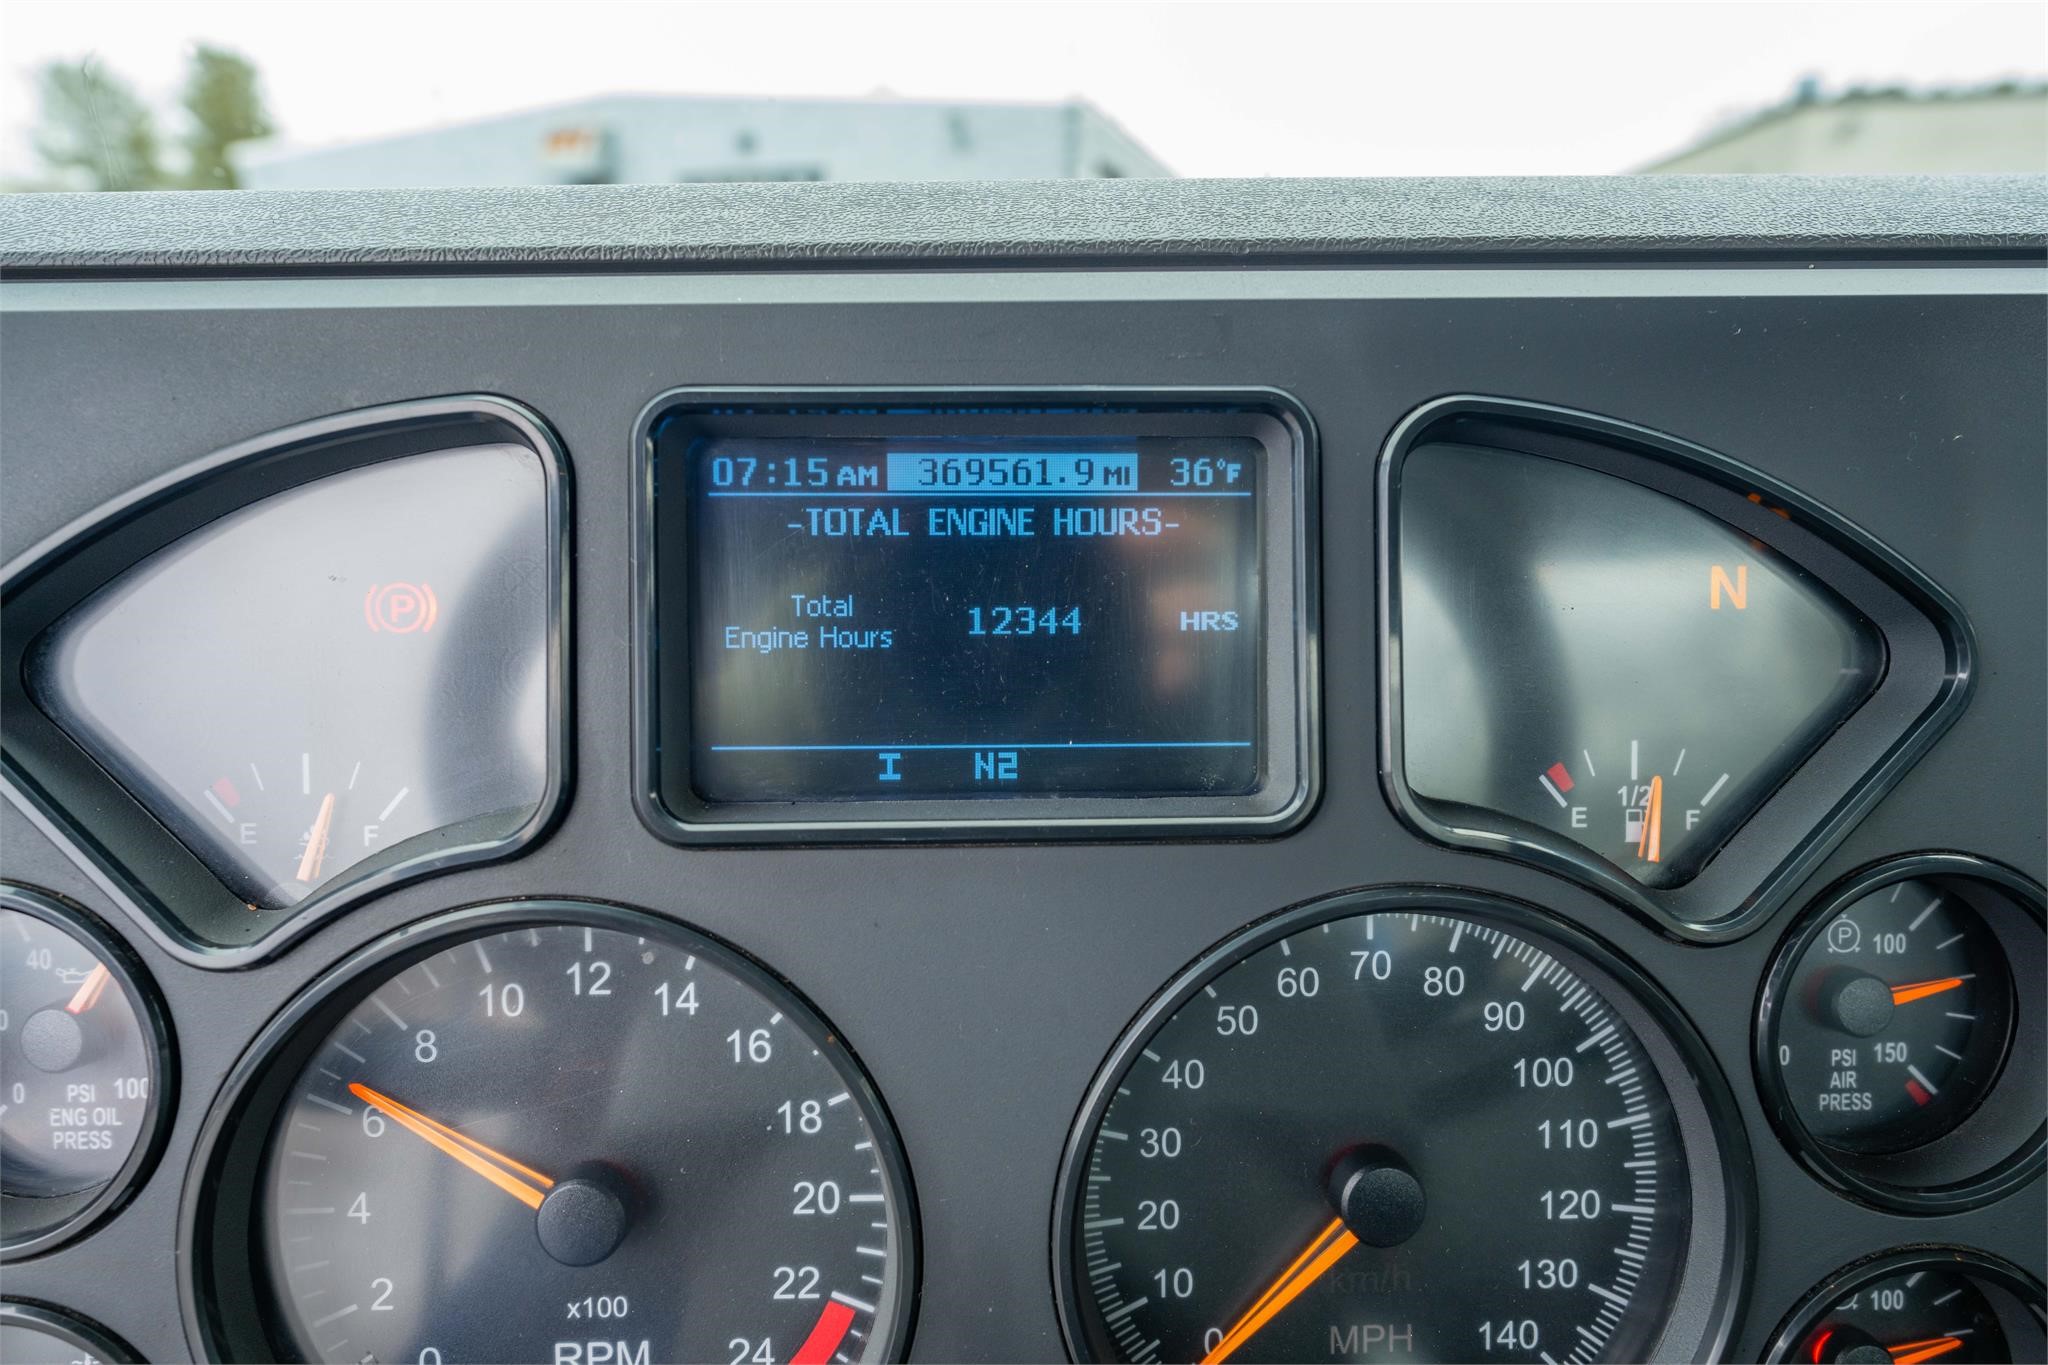 07:15 AM 369561.9 MI 36°F
-TOTAL ENGINE HOURS-
Total
Engine Hours 12344 HRS
I N2
P
E F
N
E 1/2 F
40
0 100
PSI
ENG OIL
PRESS
0 2 4 6 8 10 12 14 16 18 20 22 24
x100
RPM
0 10 20 30 40 50 60 70 80 90 100 110 120 130 140
km/h
MPH
P 100
0 150
PSI
AIR
PRESS
100